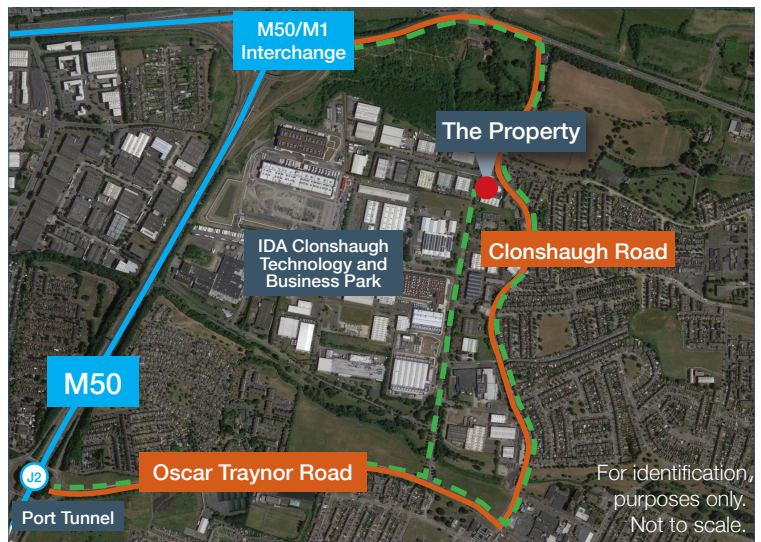 M50/M1
Interchange
The Property
IDA Clonshaugh
Technology and
Business Park
Clonshaugh Road
M50
Oscar Traynor Road
J2
Port Tunnel
For identification,
purposes only.
Not to scale.